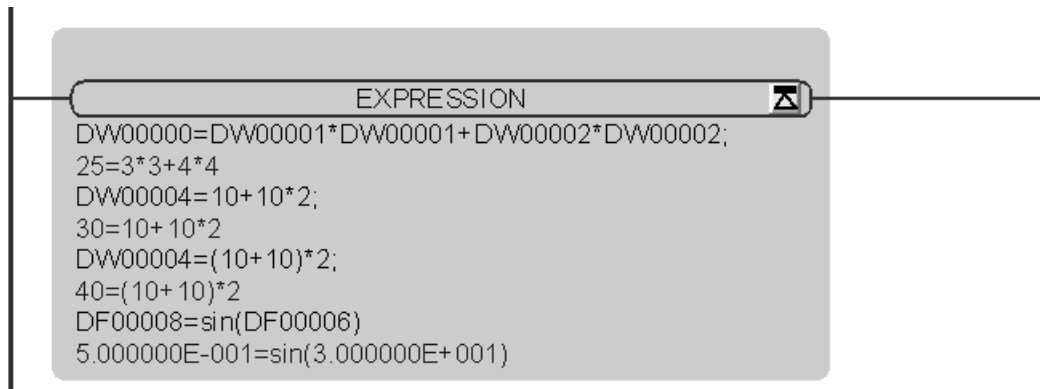 EXPRESSION
DW00000=DW00001*DW00001+DW00002*DW00002;
25=3*3+4*4
DW00004=10+10*2;
30=10+10*2
DW00004=(10+10)*2;
40=(10+10)*2
DF00008=sin(DF00006)
5.000000E-001=sin(3.000000E+001)